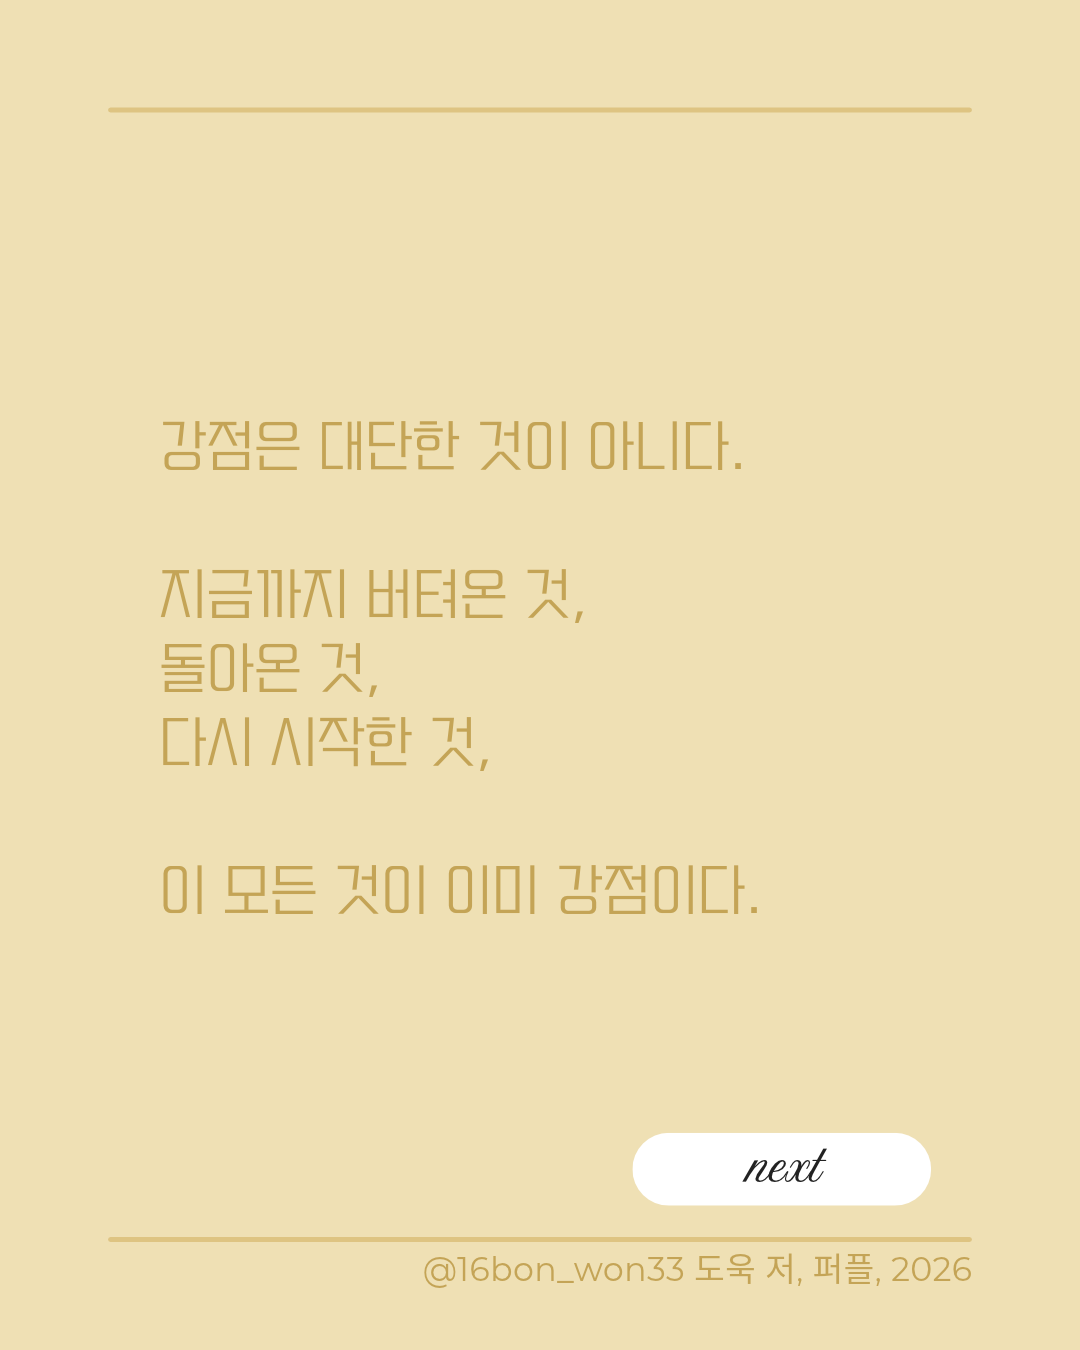 강점은 대단한 것이 아니다.
지금까지 버텨온 것,
돌아온 것,
다시 시작한 것,
이 모든 것이 이미 강점이다.
next
@16bon_won33 도욱 저, 퍼플, 2026